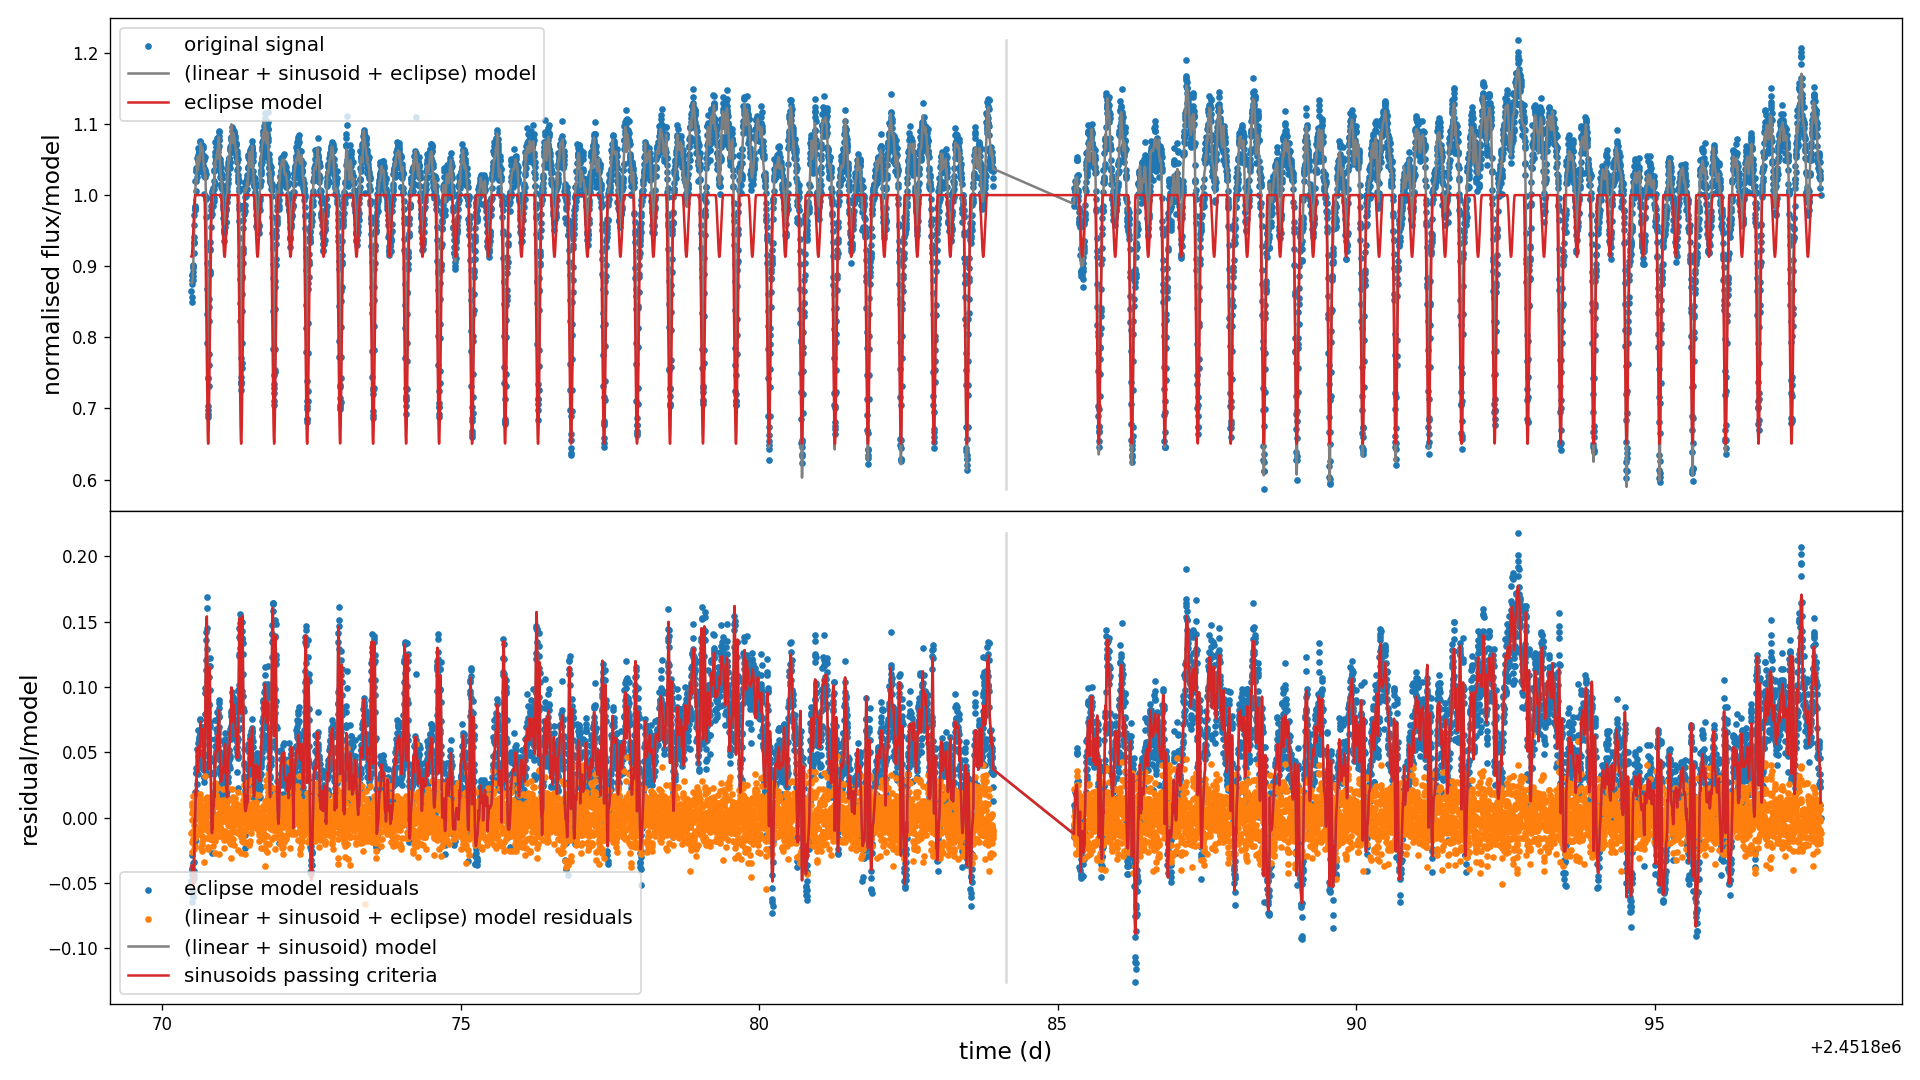 original signal
(linear + sinusoid + eclipse) model
eclipse model
normalised flux/model
1.2
1.1
1.0
0.9
0.8
0.7
0.6
residual/model
0.20
0.15
0.10
0.05
0.00
−0.05
−0.10
eclipse model residuals
(linear + sinusoid + eclipse) model residuals
(linear + sinusoid) model
sinusoids passing criteria
70 75 80 85 90 95
time (d)
+2.4518e6